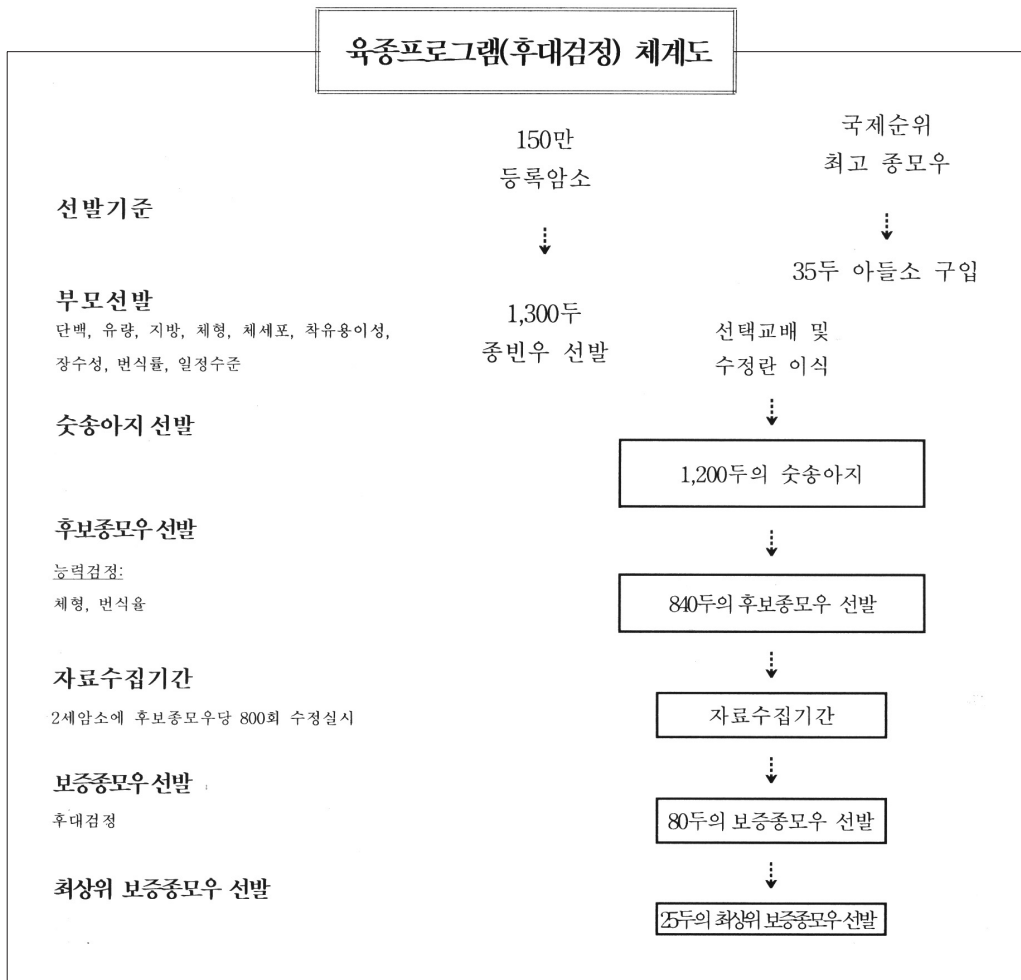 육종프로그램(후대검정) 체계도
150만
등록암소
국제순위
최고 종모우
선발기준
35두 아들소 구입
부모선발
단백, 유량, 지방, 체형, 체세포, 착유용이성,
장수성, 번식률, 일정수준
1,300두
종빈우 선발
선택교배 및
수정란 이식
숫송아지 선발
1,200두의 숫송아지
후보종모우 선발
능력검정:
체형, 번식율
840두의 후보종모우 선발
자료수집기간
2세암소에 후보종모우당 800회 수정실시
자료수집기간
보증종모우 선발
후대검정
80두의 보증종모우 선발
최상위 보증종모우 선발
25두의 최상위 보증종모우 선발